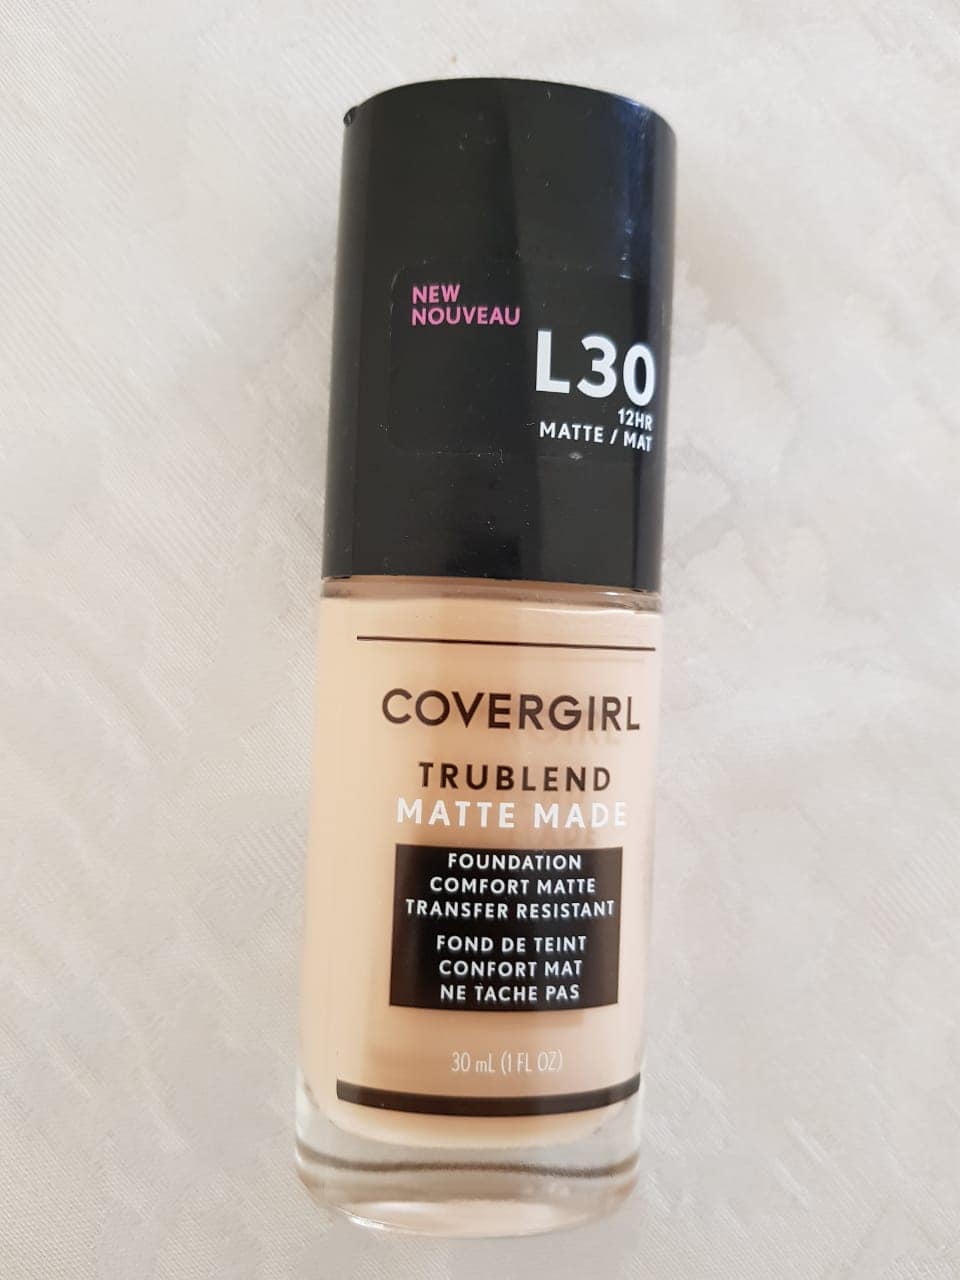 NEW
NOUVEAU
L30
12HR
MATTE / MAT
COVERGIRL
TRUBLEND
MATTE MADE
FOUNDATION
COMFORT MATTE
TRANSFER RESISTANT
FOND DE TEINT
CONFORT MAT
NE TACHE PAS
30 mL (1 FL OZ)